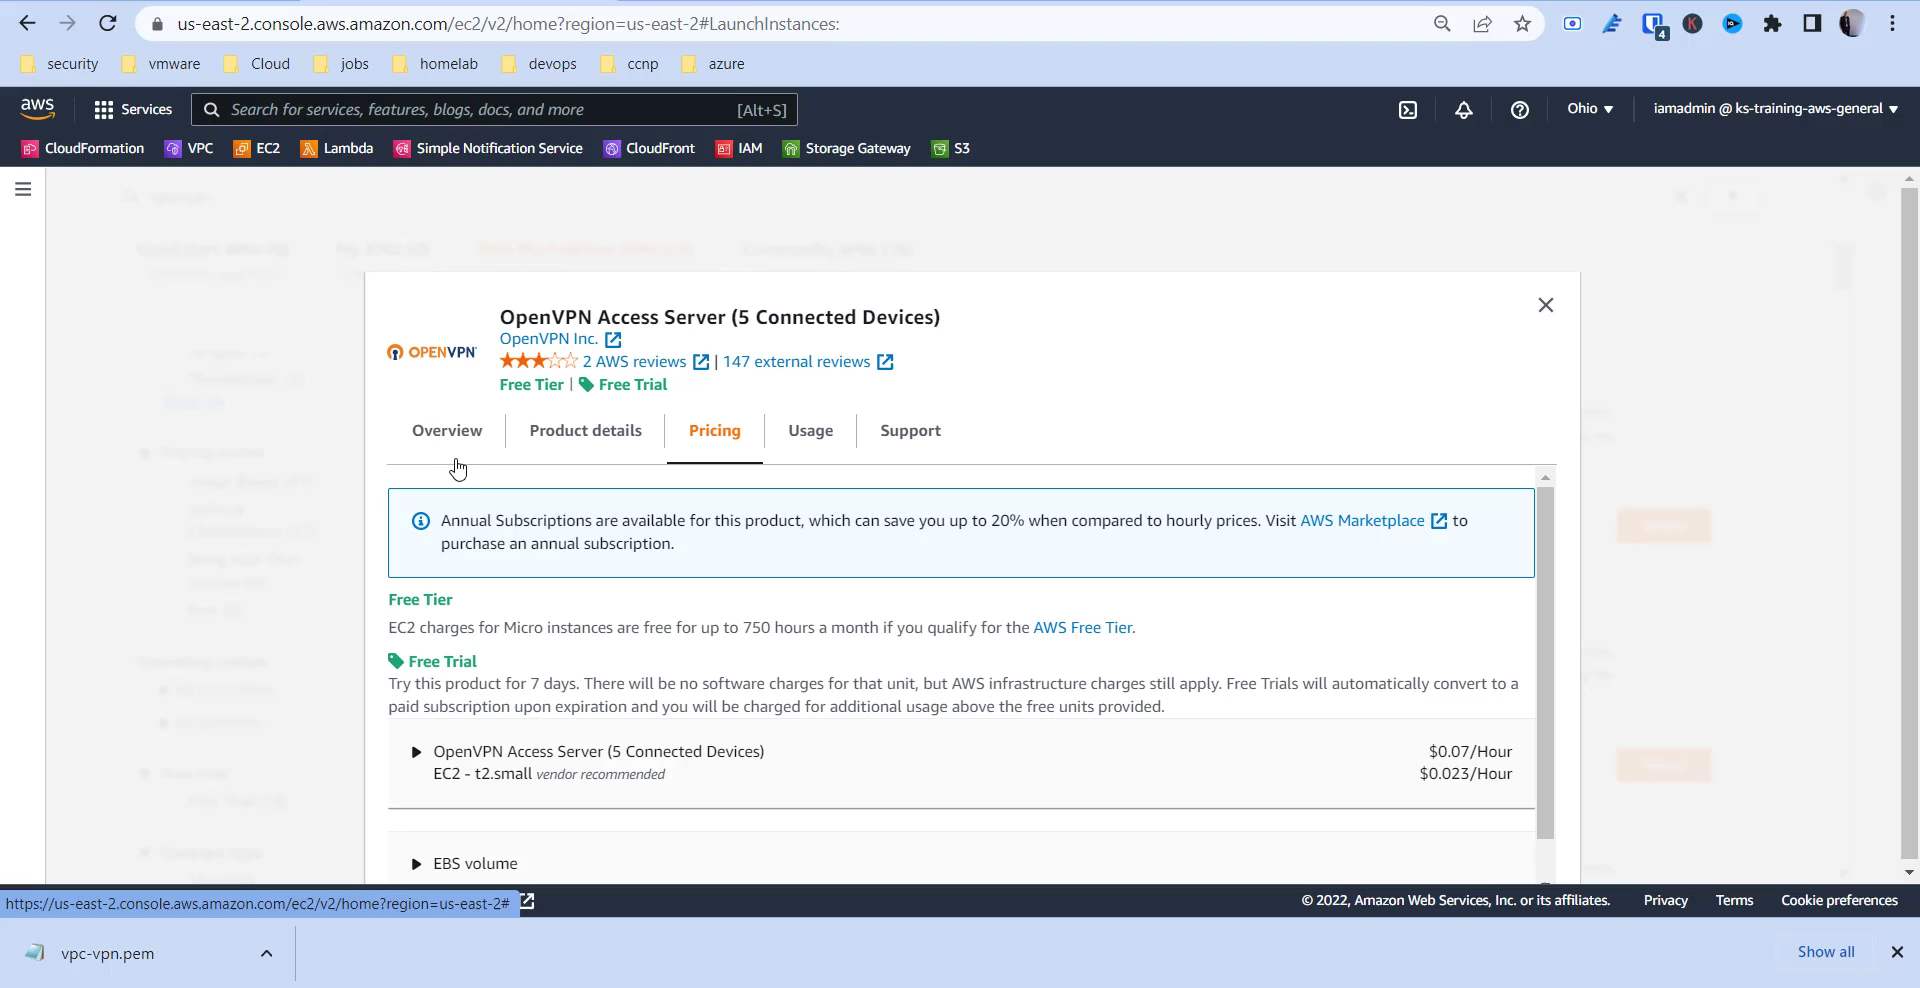 us-east-2.console.aws.amazon.com/ec2/v2/home?region=us-east-2#LaunchInstances:
4
security vmware Cloud jobs homelab devops ccnp azure
aws Services Search for services, features, blogs, docs, and more [Alt+S] Ohio iamadmin @ ks-training-aws-general
CloudFormation VPC EC2 Lambda Simple Notification Service CloudFront IAM Storage Gateway S3
OpenVPN Access Server (5 Connected Devices)
OpenVPN Inc.
OPENVPN
2 AWS reviews | 147 external reviews
Free Tier | Free Trial
Overview Product details Pricing Usage Support
Annual Subscriptions are available for this product, which can save you up to 20% when compared to hourly prices. Visit AWS Marketplace to
purchase an annual subscription.
Free Tier
EC2 charges for Micro instances are free for up to 750 hours a month if you qualify for the AWS Free Tier.
Free Trial
Try this product for 7 days. There will be no software charges for that unit, but AWS infrastructure charges still apply. Free Trials will automatically convert to a
paid subscription upon expiration and you will be charged for additional usage above the free units provided.
OpenVPN Access Server (5 Connected Devices) $0.07/Hour
EC2 - t2.small vendor recommended $0.023/Hour
EBS volume
https://us-east-2.console.aws.amazon.com/ec2/v2/home?region=us-east-2#
© 2022, Amazon Web Services, Inc. or its affiliates. Privacy Terms Cookie preferences
vpc-vpn.pem Show all